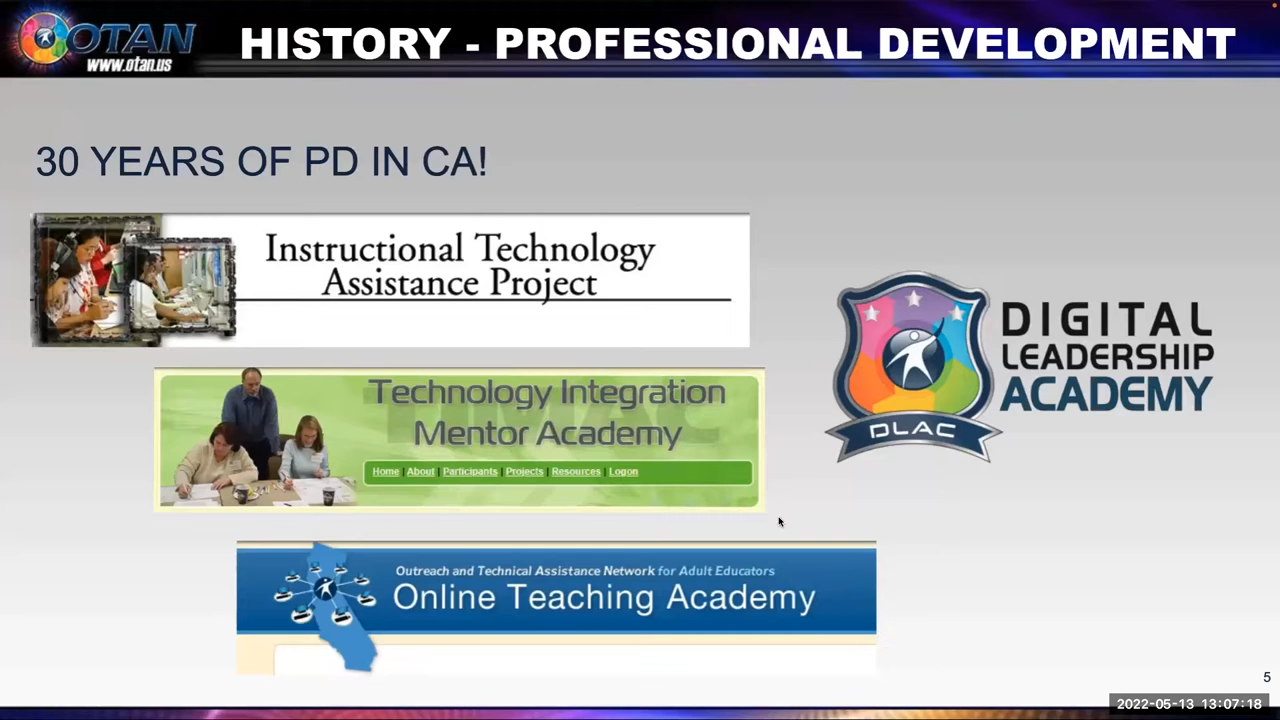 OTAN
www.otan.us
HISTORY - PROFESSIONAL DEVELOPMENT
30 YEARS OF PD IN CA!
Instructional Technology
Assistance Project
TIMAC
Technology Integration
Mentor Academy
Home | About | Participants | Projects | Resources | Logon
DIGITAL
LEADERSHIP
ACADEMY
DLAC
Outreach and Technical Assistance Network for Adult Educators
Online Teaching Academy
5
2022-05-13 13:07:18